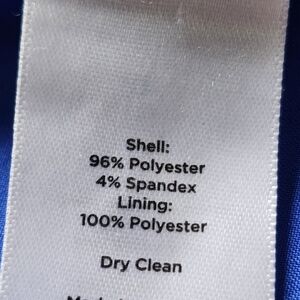 Shell:
96% Polyester
4% Spandex
Lining:
100% Polyester
Dry Clean